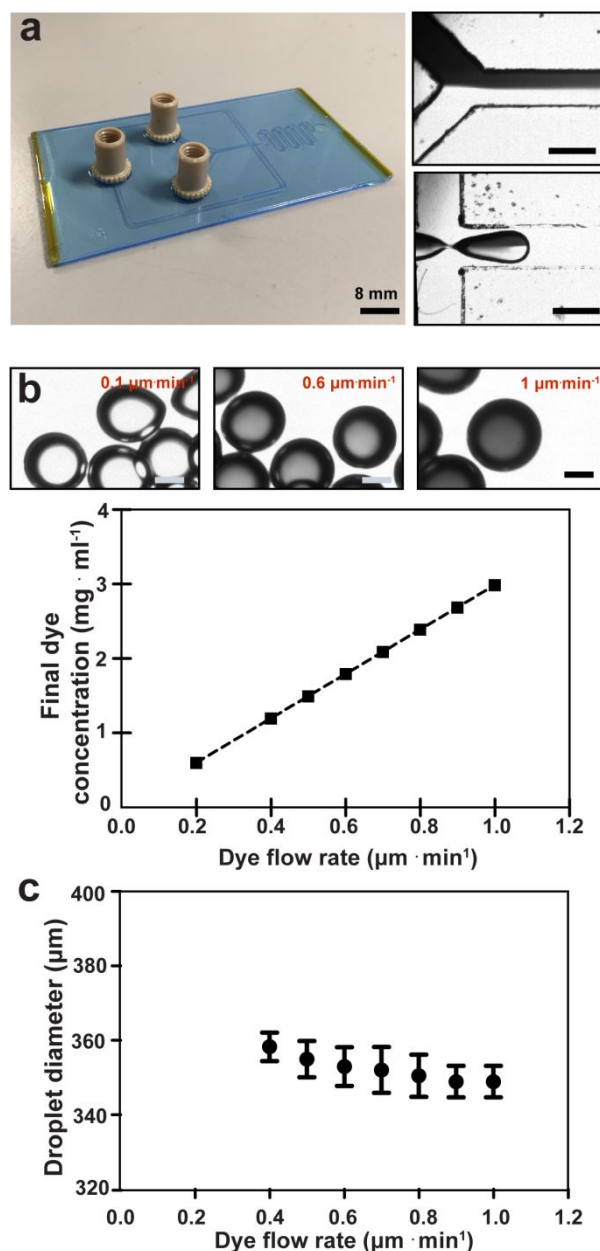 a
8 mm
b
0.1 µm·min⁻¹
0.6 µm·min⁻¹
1 µm·min⁻¹
Final dye
concentration (mg · ml⁻¹)
4
3
2
1
0
0.0 0.2 0.4 0.6 0.8 1.0 1.2
Dye flow rate (µm · min¹)
c
Droplet diameter (µm)
400
380
360
340
320
0.0 0.2 0.4 0.6 0.8 1.0 1.2
Dye flow rate (µm · min¹)